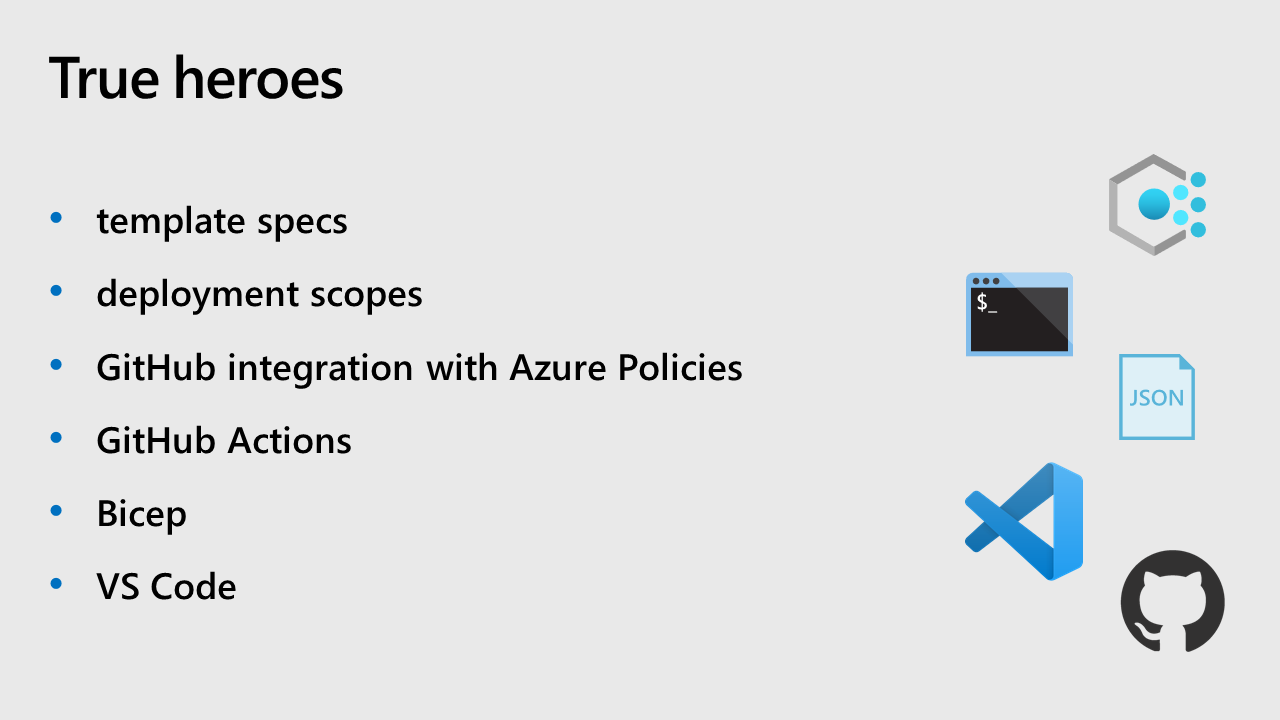 True heroes
• template specs
• deployment scopes
• GitHub integration with Azure Policies
• GitHub Actions
• Bicep
• VS Code
$_
JSON